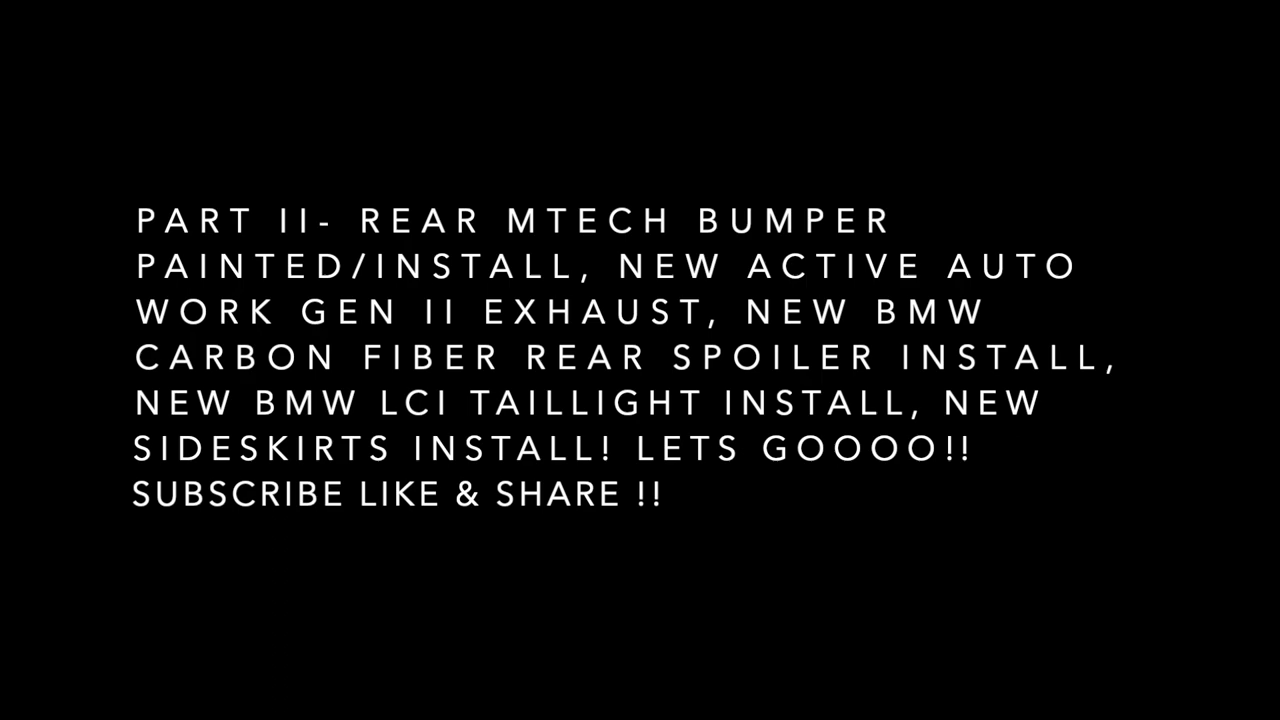 PART II- REAR MTECH BUMPER
PAINTED/INSTALL, NEW ACTIVE AUTO
WORK GEN II EXHAUST, NEW BMW
CARBON FIBER REAR SPOILER INSTALL,
NEW BMW LCI TAILLIGHT INSTALL, NEW
SIDESKIRTS INSTALL! LETS GOOOO!!
SUBSCRIBE LIKE & SHARE !!